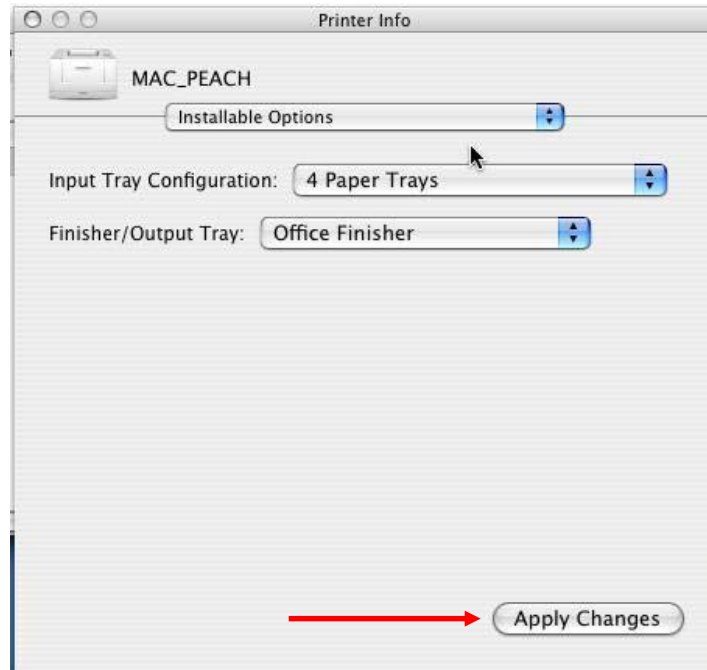 Printer Info
MAC_PEACH
Installable Options
Input Tray Configuration: 4 Paper Trays
Finisher/Output Tray: Office Finisher
Apply Changes